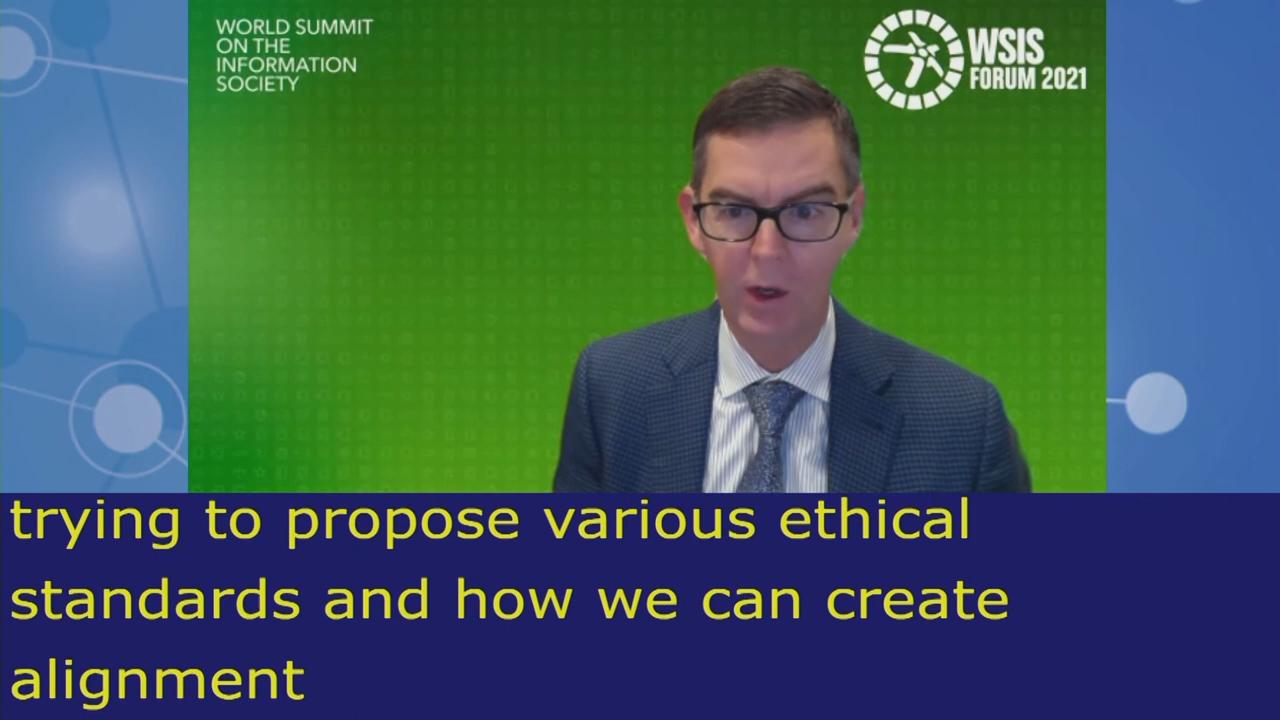 WORLD SUMMIT
ON THE
INFORMATION
SOCIETY
WSIS
FORUM 2021
trying to propose various ethical
standards and how we can create
alignment